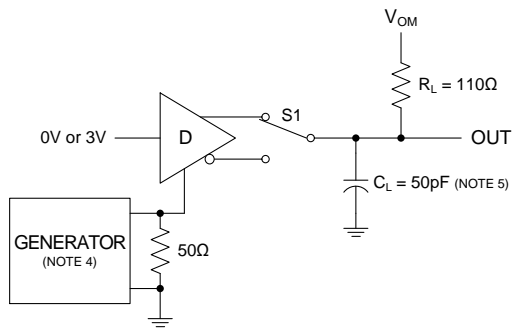 V_OM
R_L = 110Ω
S1
0V or 3V
D
OUT
C_L = 50pF (NOTE 5)
GENERATOR
(NOTE 4)
50Ω